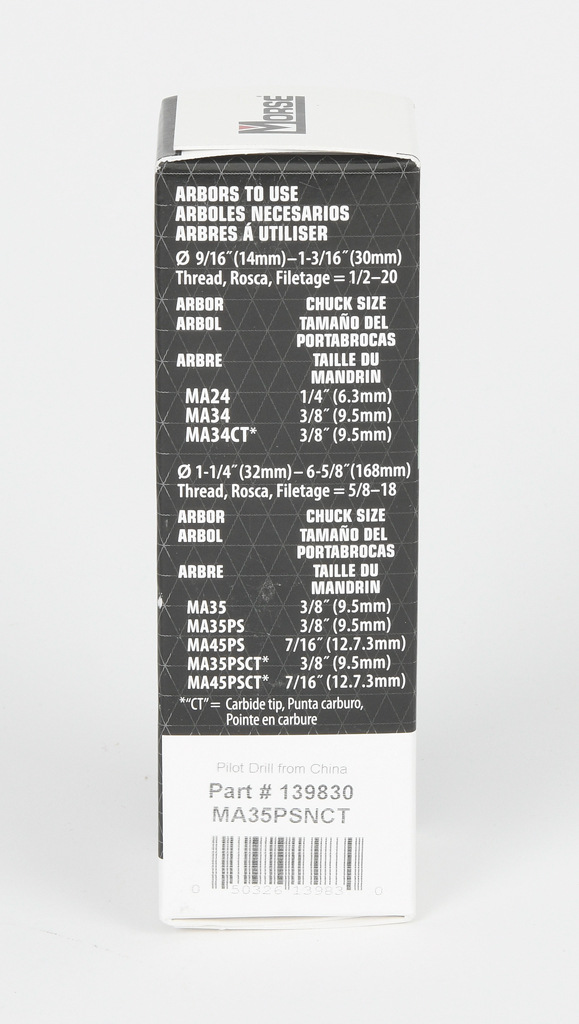 MORSE
ARBORS TO USE
ARBOLES NECESARIOS
ARBRES Á UTILISER
Ø 9/16″ (14mm) – 1-3/16″ (30mm)
Thread, Rosca, Filetage = 1/2–20
ARBOR CHUCK SIZE
ARBOL TAMAÑO DEL
PORTABROCAS
ARBRE TAILLE DU
MANDRIN
MA24 1/4″ (6.3mm)
MA34 3/8″ (9.5mm)
MA34CT* 3/8″ (9.5mm)
Ø 1-1/4″ (32mm) – 6-5/8″ (168mm)
Thread, Rosca, Filetage = 5/8–18
ARBOR CHUCK SIZE
ARBOL TAMAÑO DEL
PORTABROCAS
ARBRE TAILLE DU
MANDRIN
MA35 3/8″ (9.5mm)
MA35PS 3/8″ (9.5mm)
MA45PS 7/16″ (12.7.3mm)
MA35PSCT* 3/8″ (9.5mm)
MA45PSCT* 7/16″ (12.7.3mm)
*"CT" = Carbide tip, Punta carburo,
Pointe en carbure
Pilot Drill from China
Part # 139830
MA35PSNCT
0 50326 13983 0